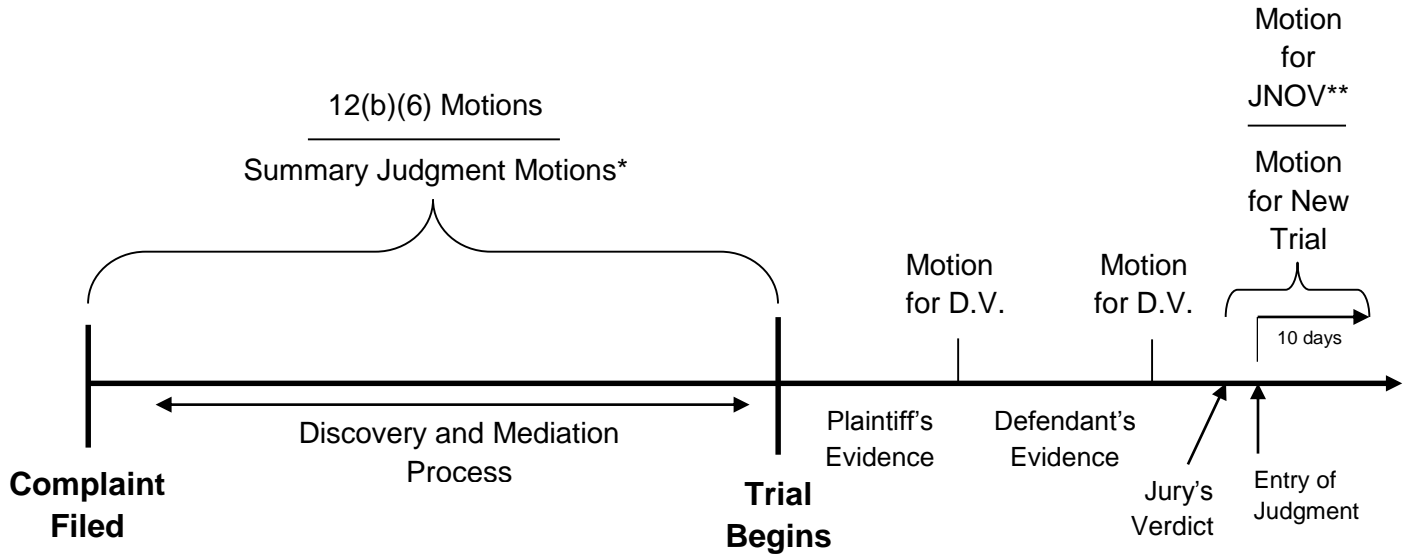 Motion
for
JNOV**
Motion
for New
Trial
12(b)(6) Motions
Summary Judgment Motions*
Motion
for D.V.
Motion
for D.V.
10 days
Discovery and Mediation
Process
Plaintiff’s
Evidence
Defendant’s
Evidence
Complaint
Filed
Trial
Begins
Jury’s
Verdict
Entry of
Judgment